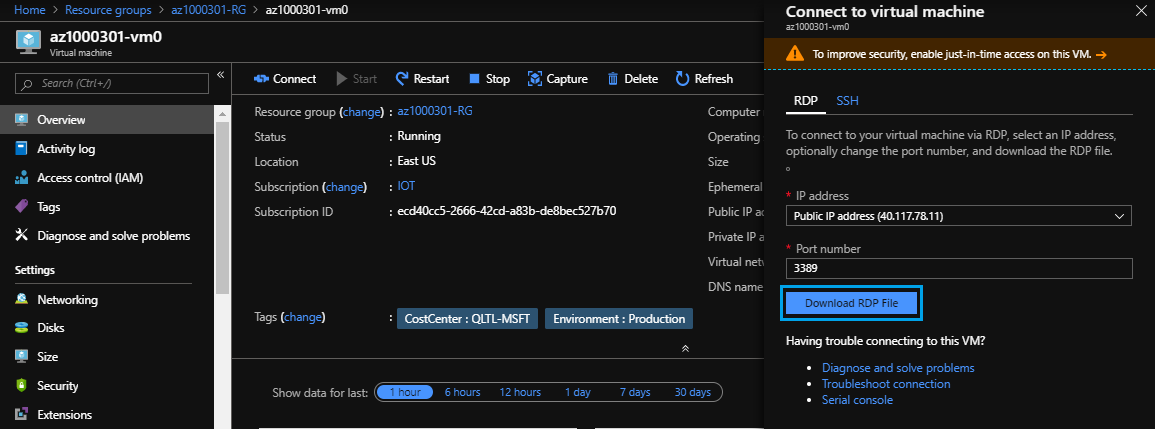 Home > Resource groups > az1000301-RG > az1000301-vm0
az1000301-vm0
Virtual machine
Search (Ctrl+/)
«
Overview
Activity log
Access control (IAM)
Tags
Diagnose and solve problems
Settings
Networking
Disks
Size
Security
Extensions
Connect Start Restart Stop Capture Delete Refresh
Resource group (change) : az1000301-RG
Status : Running
Location : East US
Subscription (change) : IOT
Subscription ID : ecd40cc5-2666-42cd-a83b-de8bec527b70
Computer
Operating
Size
Ephemeral
Public IP ad
Private IP a
Virtual netw
DNS name
Tags (change) : CostCenter : QLTL-MSFT Environment : Production
Show data for last: 1 hour 6 hours 12 hours 1 day 7 days 30 days
Connect to virtual machine
az1000301-vm0
To improve security, enable just-in-time access on this VM. →
RDP SSH
To connect to your virtual machine via RDP, select an IP address,
optionally change the port number, and download the RDP file.
* IP address
Public IP address (40.117.78.11)
* Port number
3389
Download RDP File
Having trouble connecting to this VM?
• Diagnose and solve problems
• Troubleshoot connection
• Serial console